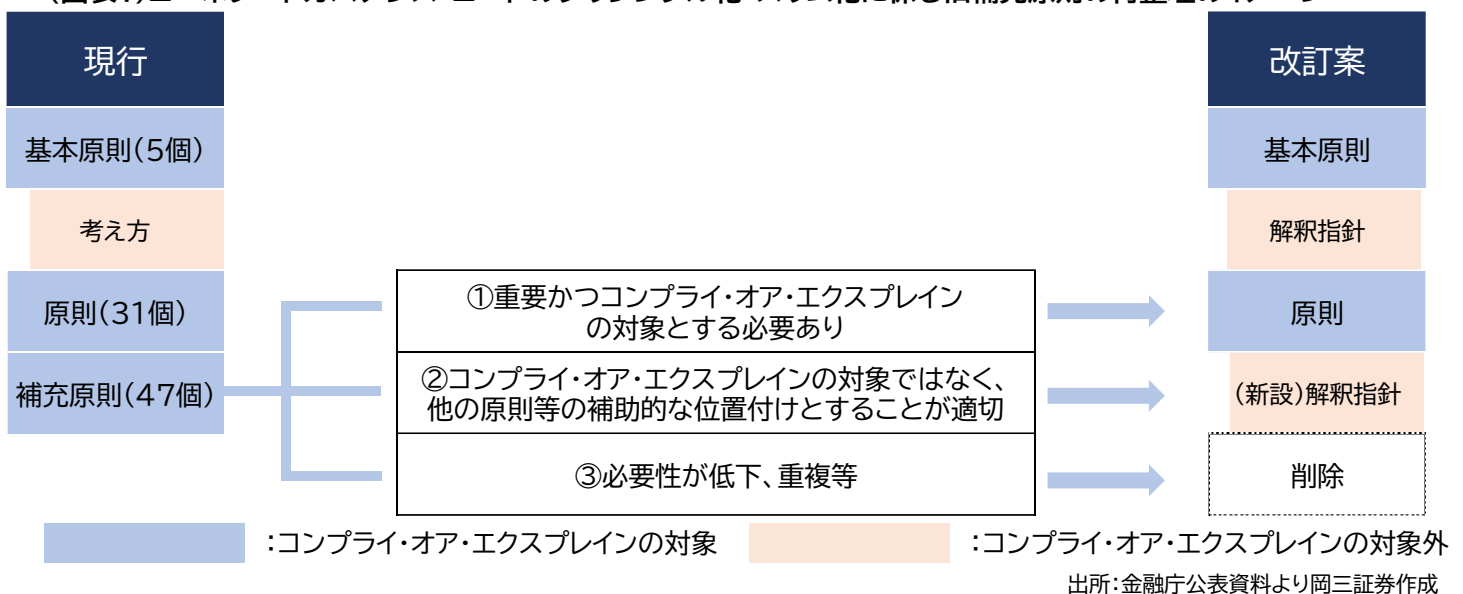 現行
改訂案
基本原則(5個)
基本原則
考え方
解釈指針
原則(31個)
①重要かつコンプライ・オア・エクスプレイン
の対象とする必要あり
原則
補充原則(47個)
②コンプライ・オア・エクスプレインの対象ではなく、
他の原則等の補助的な位置付けとすることが適切
(新設)解釈指針
③必要性が低下、重複等
削除
:コンプライ・オア・エクスプレインの対象
:コンプライ・オア・エクスプレインの対象外
出所:金融庁公表資料より岡三証券作成